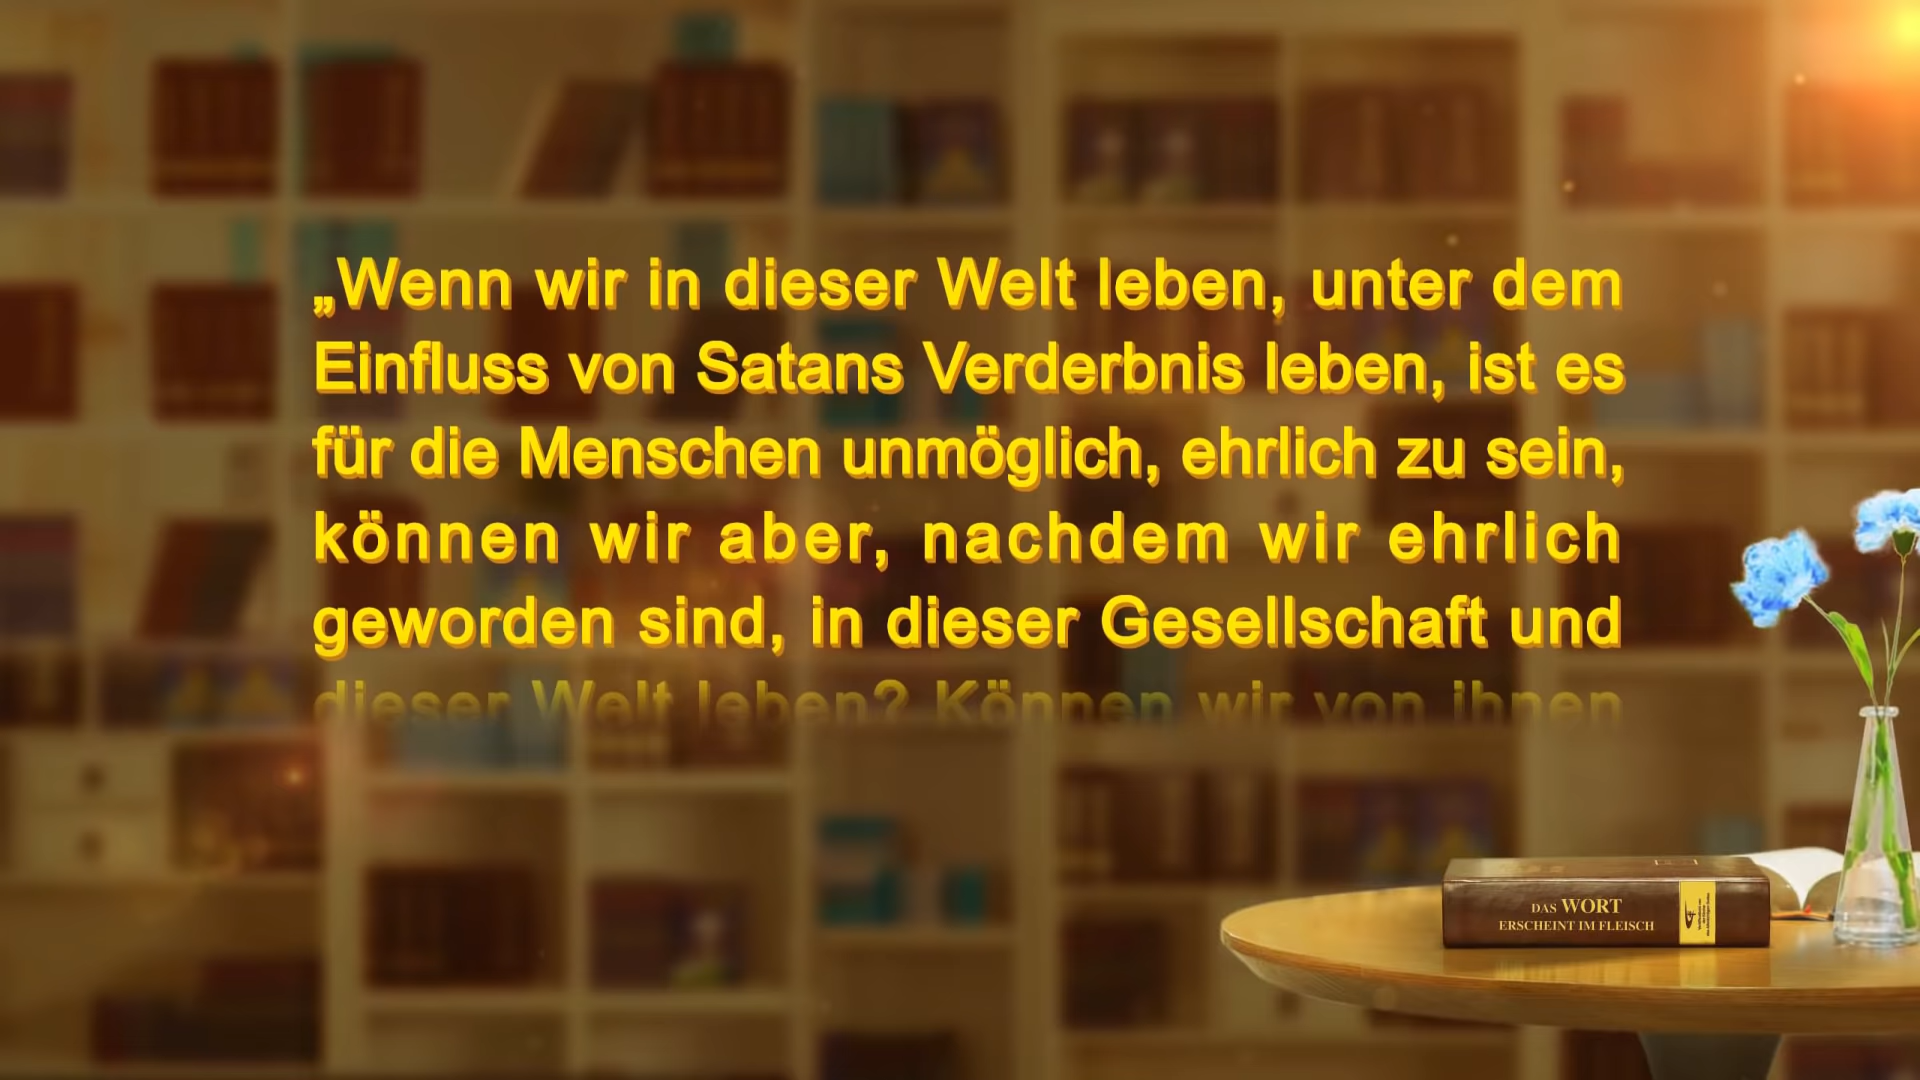 „Wenn wir in dieser Welt leben, unter dem
Einfluss von Satans Verderbnis leben, ist es
für die Menschen unmöglich, ehrlich zu sein,
können wir aber, nachdem wir ehrlich
geworden sind, in dieser Gesellschaft und
dieser Welt leben? Können wir von ihnen
DAS WORT
ERSCHEINT IM FLEISCH